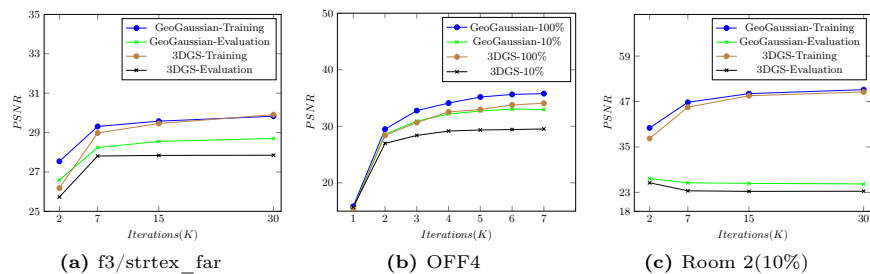 35
33
31
29
27
25
PSNR
GeoGaussian-Training
GeoGaussian-Evaluation
3DGS-Training
3DGS-Evaluation
2 7 15 30
Iterations(K)
(a) f3/strtex_far
40
30
20
PSNR
GeoGaussian-100%
GeoGaussian-10%
3DGS-100%
3DGS-10%
1 2 3 4 5 6 7
Iterations(K)
(b) OFF4
59
47
35
23
18
PSNR
GeoGaussian-Training
GeoGaussian-Evaluation
3DGS-Training
3DGS-Evaluation
2 7 15 30
Iterations(K)
(c) Room 2(10%)